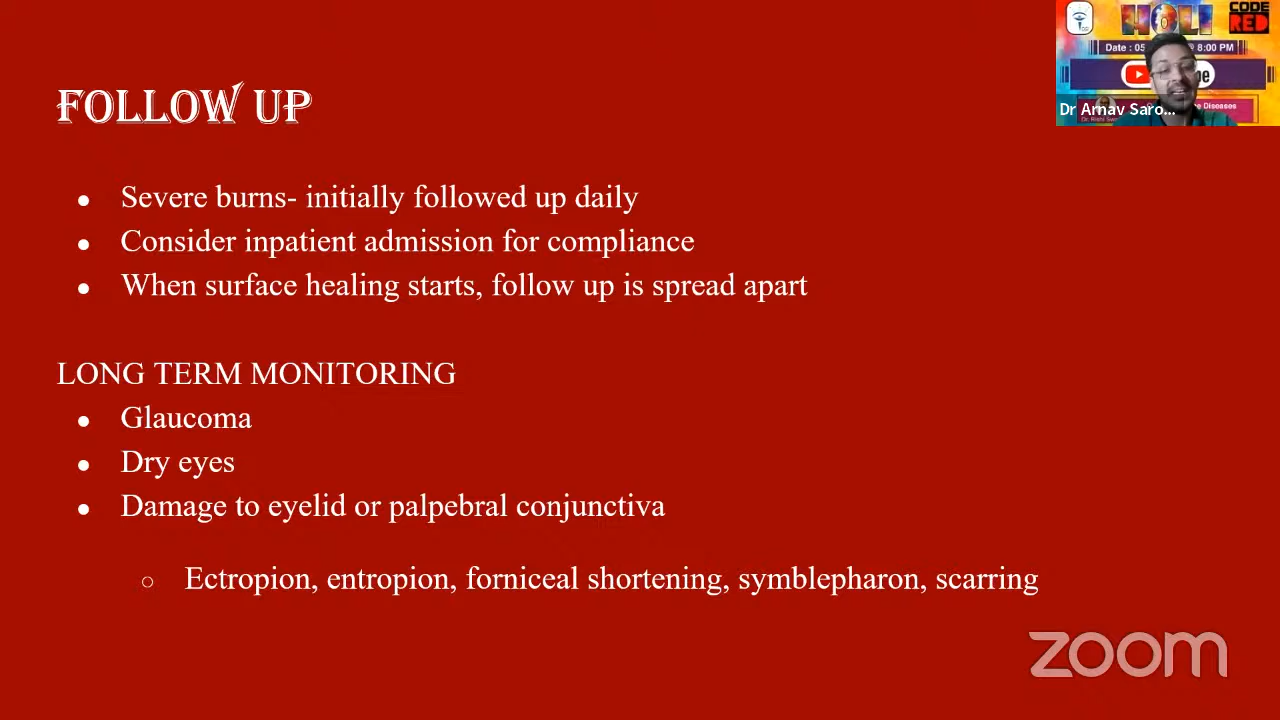 FOLLOW UP
Severe burns- initially followed up daily
Consider inpatient admission for compliance
When surface healing starts, follow up is spread apart
LONG TERM MONITORING
Glaucoma
Dry eyes
Damage to eyelid or palpebral conjunctiva
Ectropion, entropion, forniceal shortening, symblepharon, scarring
HOLI
CODE
RED
Date : 05
8:00 PM
Dr Arnav Saro...
Diseases
zoom